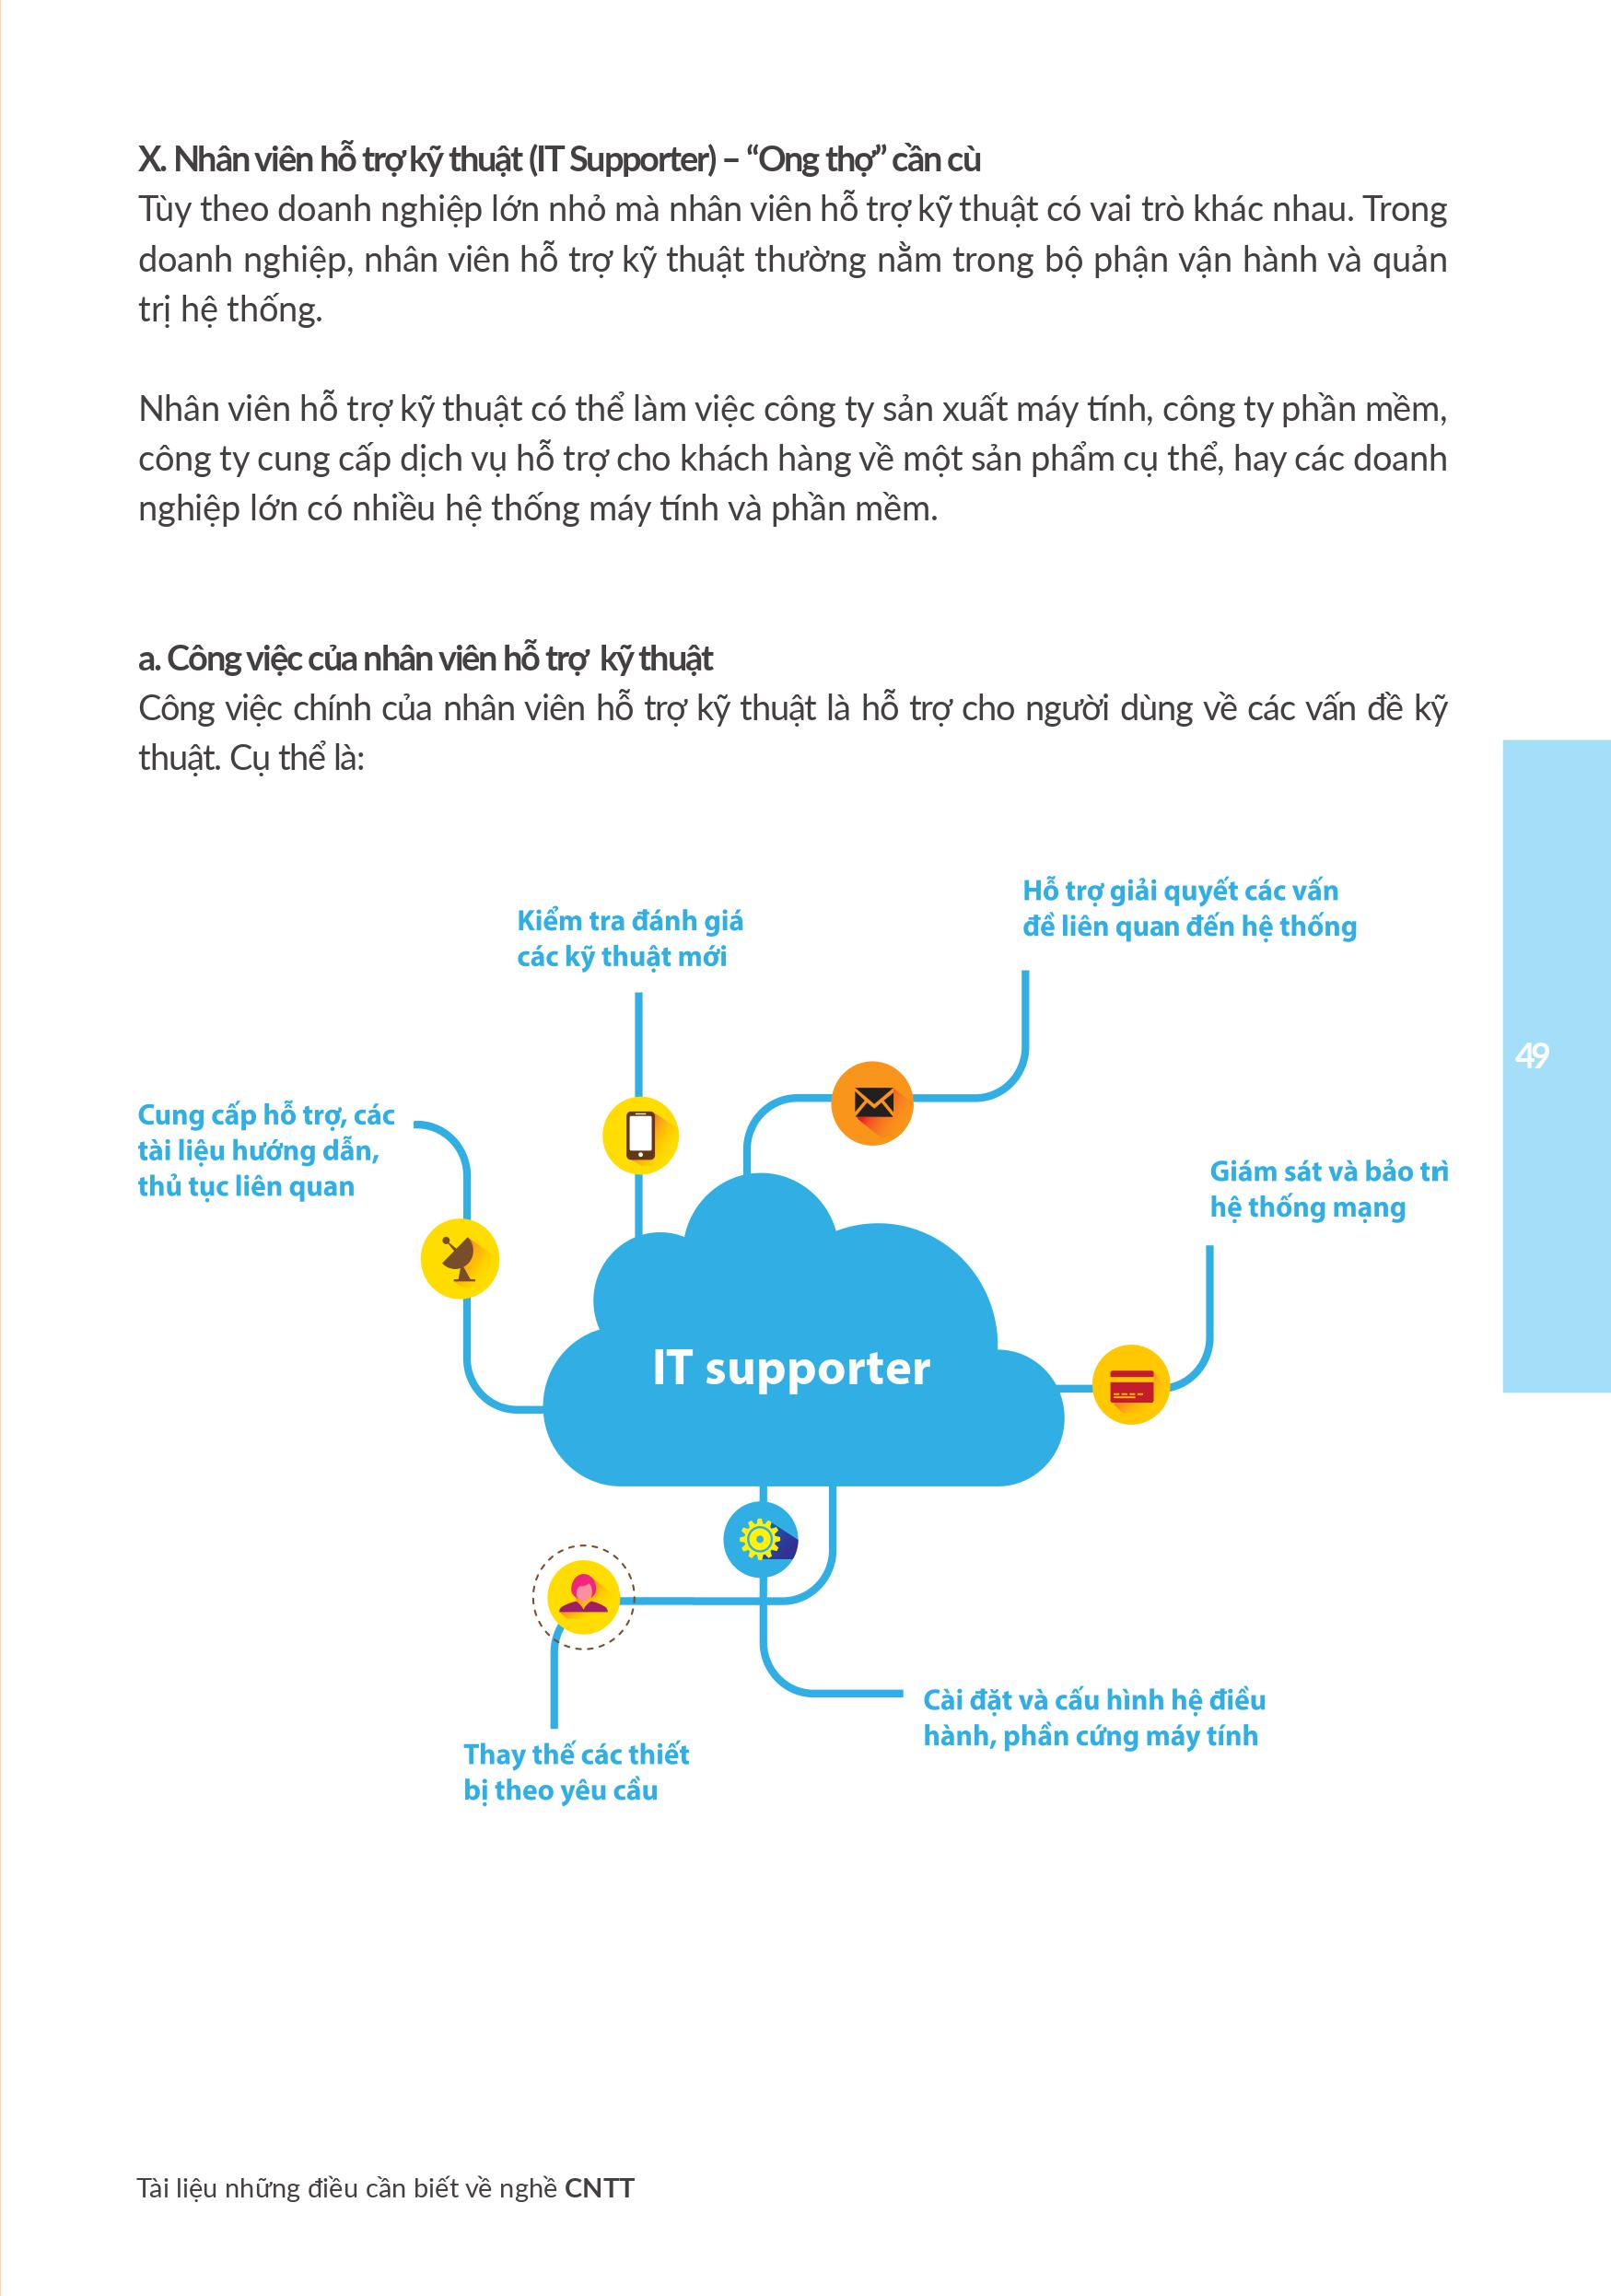 X. Nhân viên hỗ trợ kỹ thuật (IT Supporter) – “Ong thợ” cần cù
Tùy theo doanh nghiệp lớn nhỏ mà nhân viên hỗ trợ kỹ thuật có vai trò khác nhau. Trong
doanh nghiệp, nhân viên hỗ trợ kỹ thuật thường nằm trong bộ phận vận hành và quản
trị hệ thống.
Nhân viên hỗ trợ kỹ thuật có thể làm việc công ty sản xuất máy tính, công ty phần mềm,
công ty cung cấp dịch vụ hỗ trợ cho khách hàng về một sản phẩm cụ thể, hay các doanh
nghiệp lớn có nhiều hệ thống máy tính và phần mềm.
a. Công việc của nhân viên hỗ trợ kỹ thuật
Công việc chính của nhân viên hỗ trợ kỹ thuật là hỗ trợ cho người dùng về các vấn đề kỹ
thuật. Cụ thể là:
Hỗ trợ giải quyết các vấn
đề liên quan đến hệ thống
Kiểm tra đánh giá
các kỹ thuật mới
49
Cung cấp hỗ trợ, các
tài liệu hướng dẫn,
thủ tục liên quan
Giám sát và bảo trì
hệ thống mạng
IT supporter
Cài đặt và cấu hình hệ điều
hành, phần cứng máy tính
Thay thế các thiết
bị theo yêu cầu
Tài liệu những điều cần biết về nghề CNTT